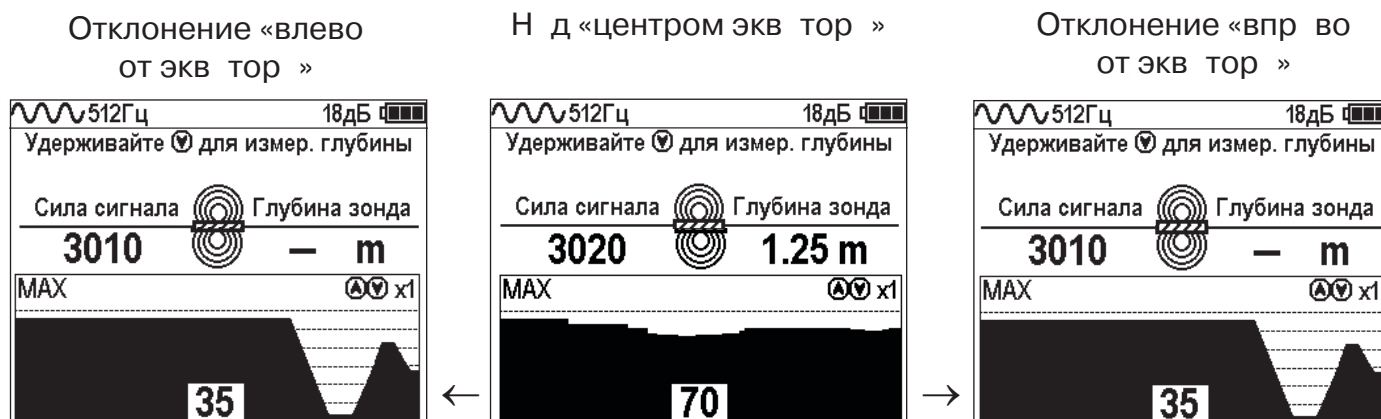 Отклонение «влево
от экв тор »
512Гц 18дБ
Удерживайте для измер. глубины
Сила сигнала Глубина зонда
3010 – m
MAX x1
35
Н д «центром экв тор »
512Гц 18дБ
Удерживайте для измер. глубины
Сила сигнала Глубина зонда
3020 1.25 m
MAX x1
70
Отклонение «впр во
от экв тор »
512Гц 18дБ
Удерживайте для измер. глубины
Сила сигнала Глубина зонда
3010 – m
MAX x1
35